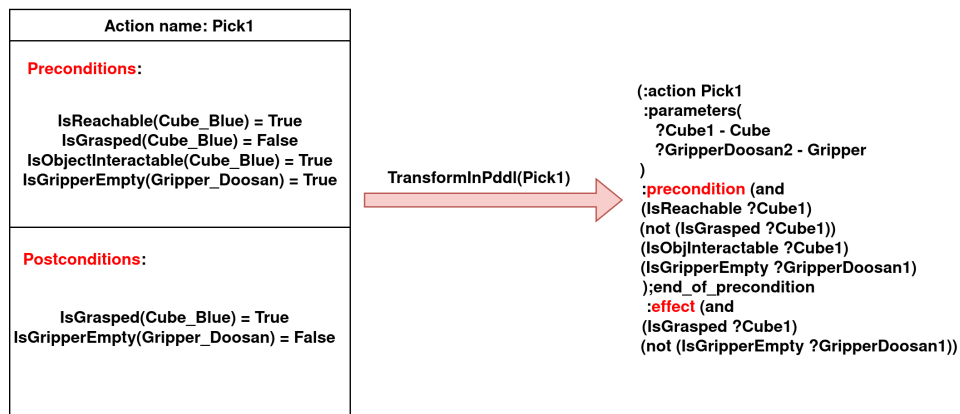 Action name: Pick1
Preconditions:
IsReachable(Cube_Blue) = True
IsGrasped(Cube_Blue) = False
IsObjectInteractable(Cube_Blue) = True
IsGripperEmpty(Gripper_Doosan) = True
Postconditions:
IsGrasped(Cube_Blue) = True
IsGripperEmpty(Gripper_Doosan) = False
TransformInPddl(Pick1)
(:action Pick1
:parameters(
?Cube1 - Cube
?GripperDoosan2 - Gripper
)
:precondition (and
(IsReachable ?Cube1)
(not (IsGrasped ?Cube1))
(IsObjInteractable ?Cube1)
(IsGripperEmpty ?GripperDoosan1)
);end_of_precondition
:effect (and
(IsGrasped ?Cube1)
(not (IsGripperEmpty ?GripperDoosan1))